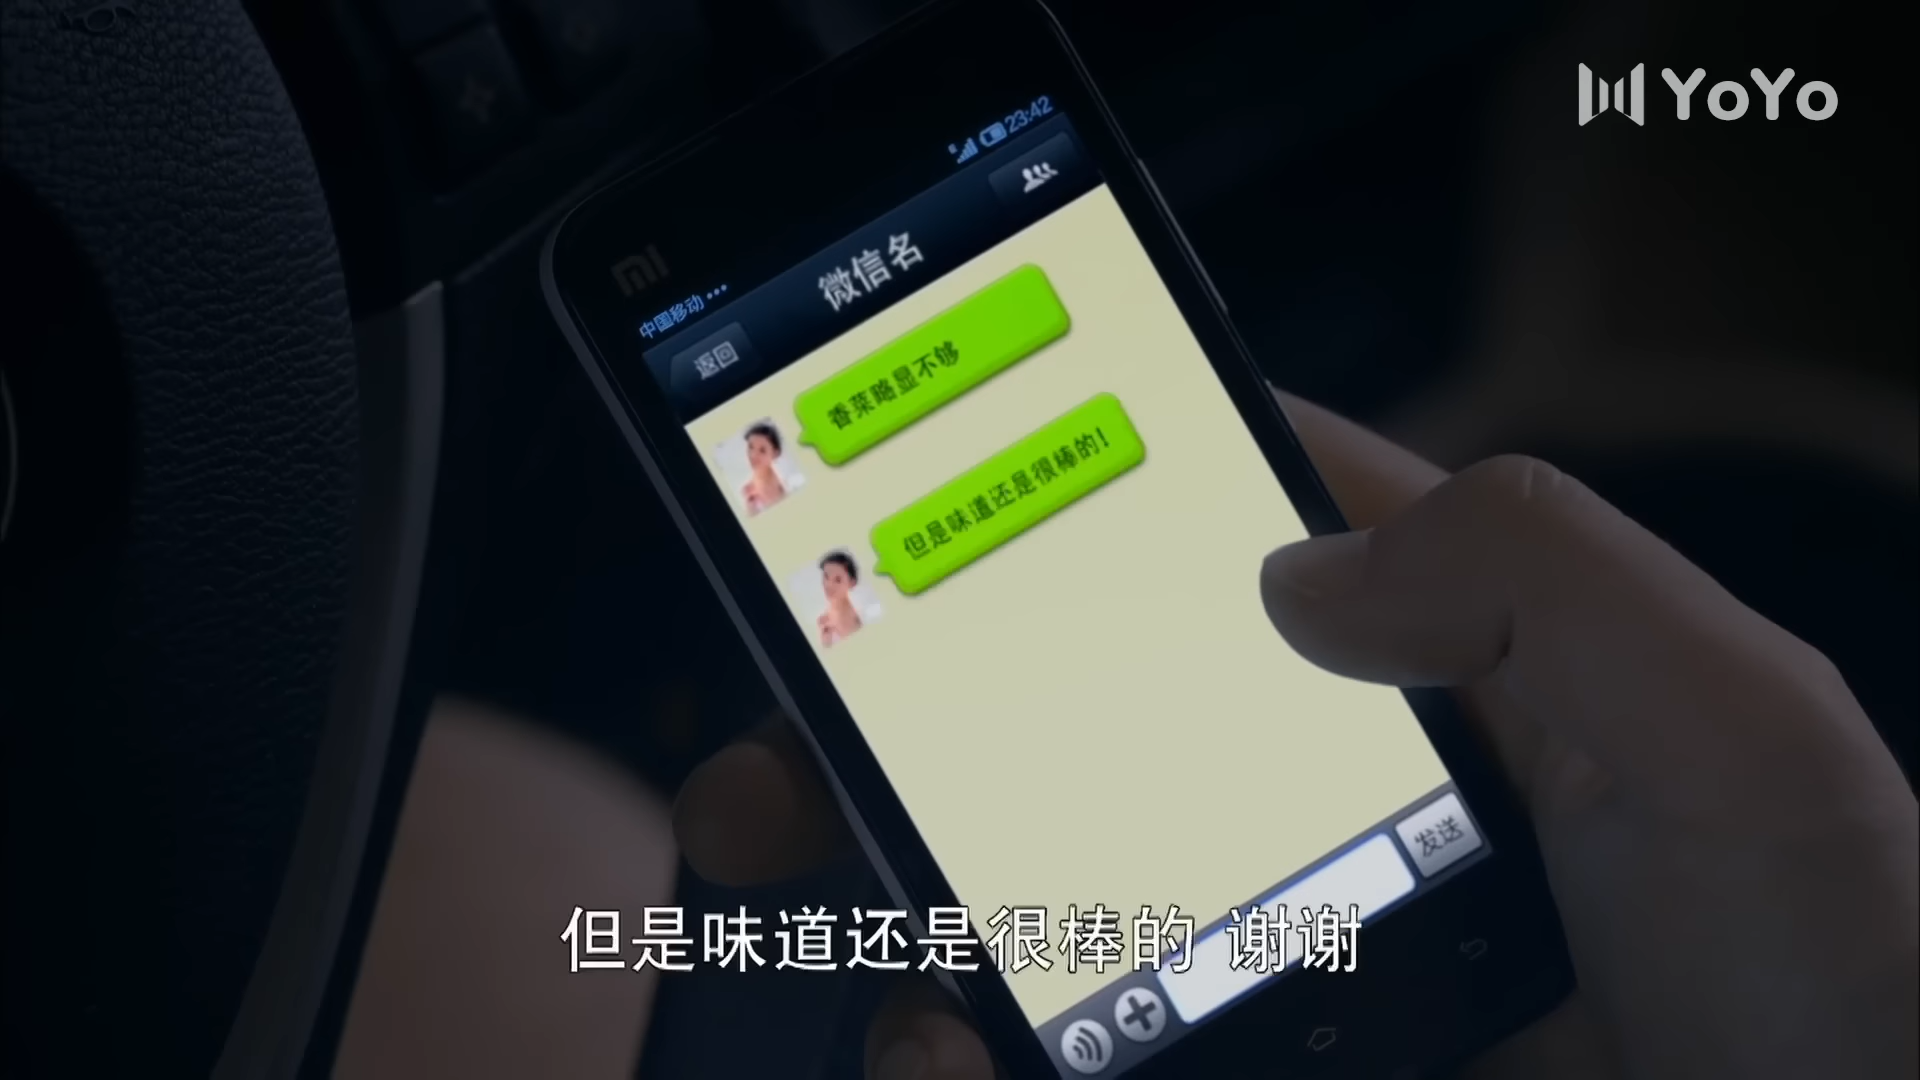 YoYo
23:42
mi
中国移动...
微信名
返回
香菜略显不够
但是味道还是很棒的!
发送
但是味道还是很棒的 谢谢